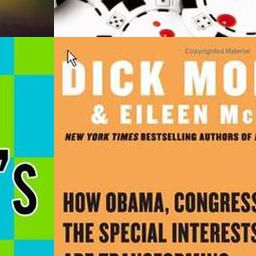 Copyrighted Material
DICK MO
& EILEEN Mc
NEW YORK TIMES BESTSELLING AUTHORS OF
'S
HOW OBAMA, CONGRESS
THE SPECIAL INTERESTS